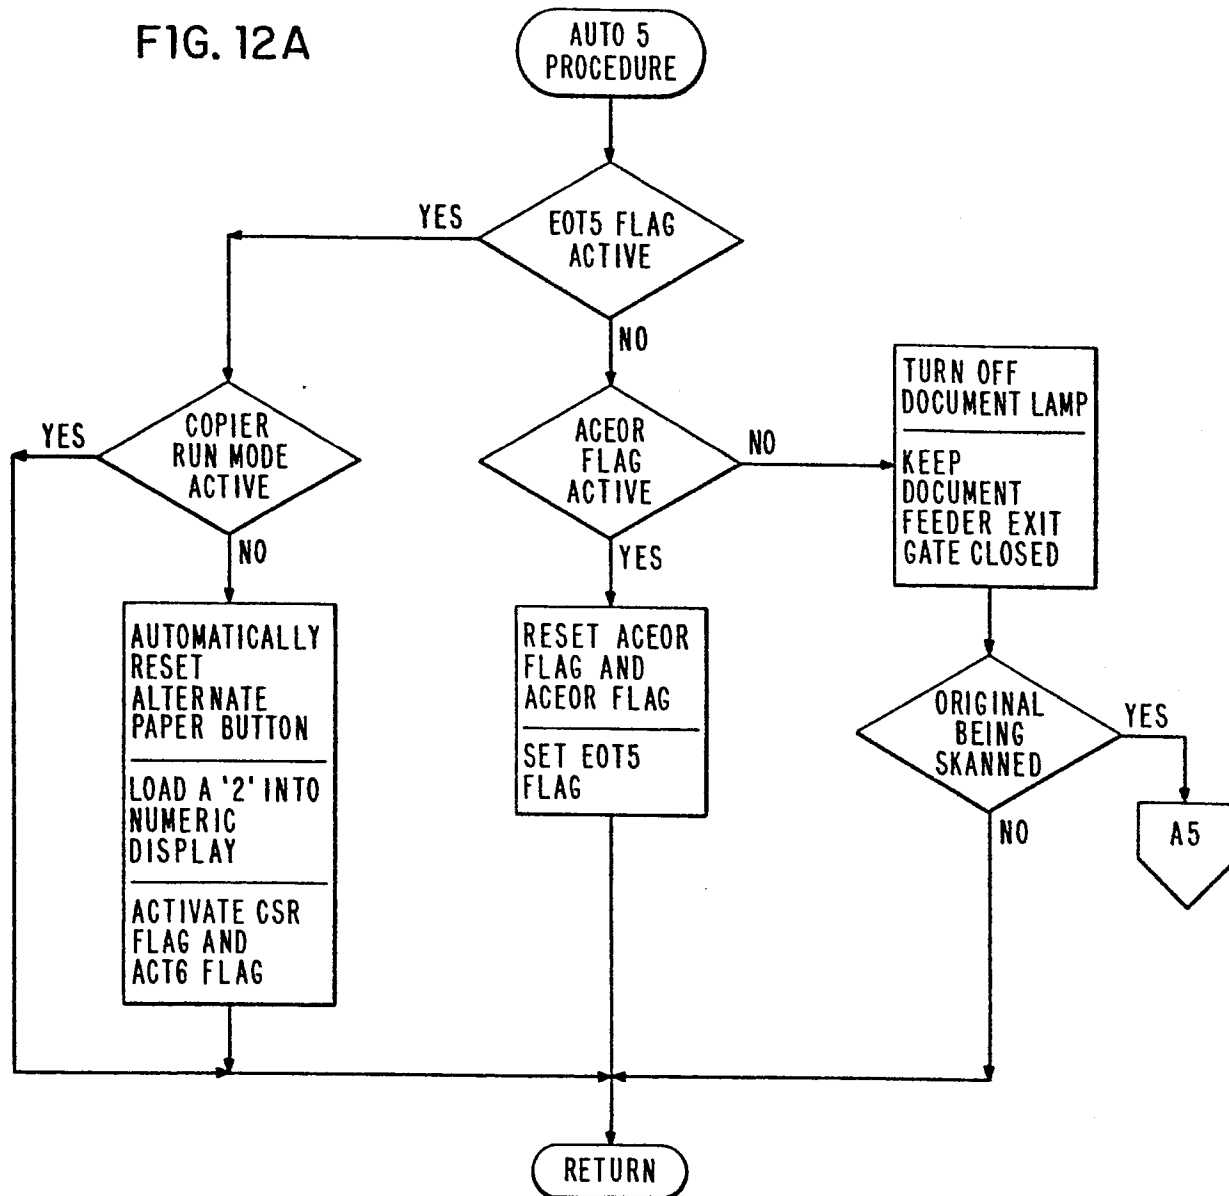 FIG. 12A
AUTO 5
PROCEDURE
EOT5 FLAG
ACTIVE
YES
NO
COPIER
RUN MODE
ACTIVE
YES
NO
ACEOR
FLAG
ACTIVE
NO
YES
TURN OFF
DOCUMENT LAMP
KEEP
DOCUMENT
FEEDER EXIT
GATE CLOSED
AUTOMATICALLY
RESET
ALTERNATE
PAPER BUTTON
LOAD A '2' INTO
NUMERIC
DISPLAY
ACTIVATE CSR
FLAG AND
ACT6 FLAG
RESET ACEOR
FLAG AND
ACEOR FLAG
SET EOT5
FLAG
ORIGINAL
BEING
SKANNED
YES
NO
A5
RETURN